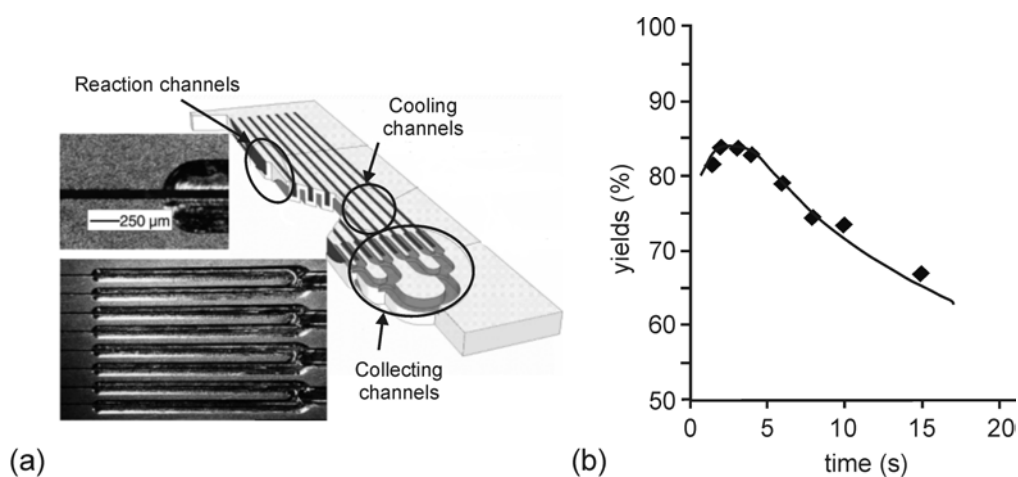 Reaction channels
Cooling
channels
250 µm
Collecting
channels
(a)
100
90
80
70
60
50
0
5
10
15
20
yields (%)
time (s)
(b)